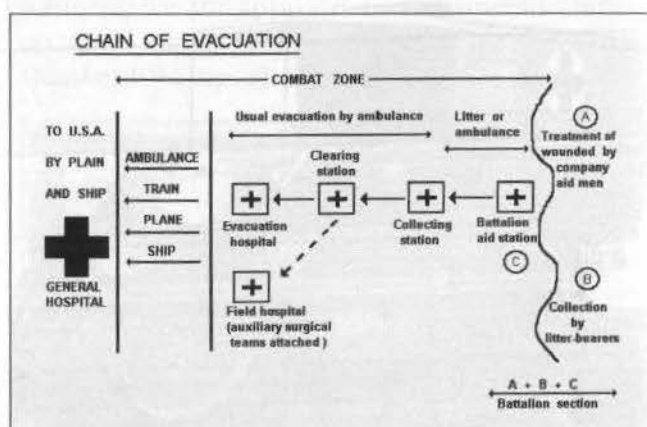 CHAIN OF EVACUATION
COMBAT ZONE
Usual evacuation by ambulance
Litter or
ambulance
A
Treatment of
wounded by
company
aid men
TO U.S.A.
BY PLAIN
AND SHIP
GENERAL
HOSPITAL
AMBULANCE
TRAIN
PLANE
SHIP
Clearing
station
Evacuation
hospital
Collecting
station
Battalion
aid station
C
B
Collection
by
litter-bearers
Field hospital
(auxiliary surgical
teams attached)
A + B + C
Battalion section